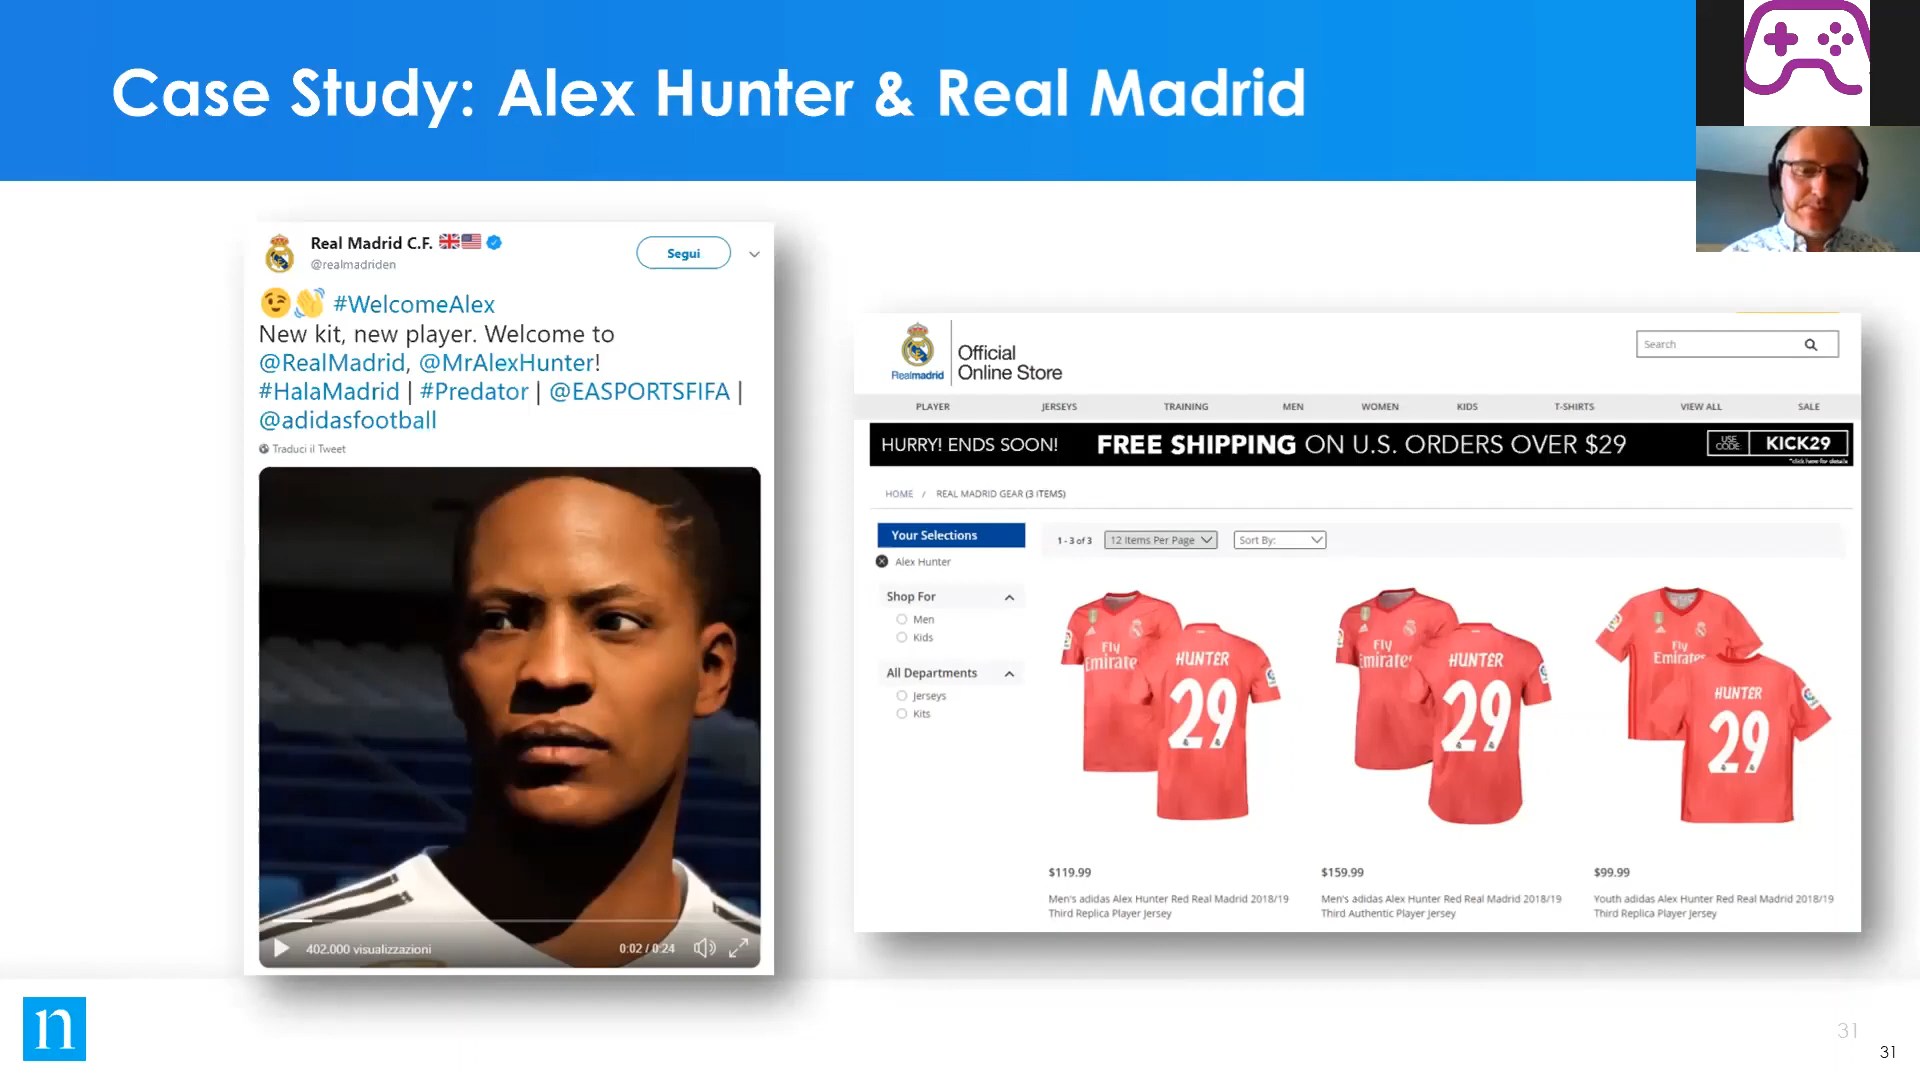 Case Study: Alex Hunter & Real Madrid
Real Madrid C.F.
@realmadriden
Segui
#WelcomeAlex
New kit, new player. Welcome to
@RealMadrid, @MrAlexHunter!
#HalaMadrid | #Predator | @EASPORTSFIFA |
@adidasfootball
Traduci il Tweet
402.000 visualizzazioni
0:02 / 0:24
Realmadrid
Official
Online Store
Search
PLAYER JERSEYS TRAINING MEN WOMEN KIDS T-SHIRTS VIEW ALL SALE
HURRY! ENDS SOON! FREE SHIPPING ON U.S. ORDERS OVER $29
USE CODE: KICK29
*click here for details
HOME / REAL MADRID GEAR (3 ITEMS)
Your Selections
Alex Hunter
Shop For
Men
Kids
All Departments
Jerseys
Kits
1 - 3 of 3
12 Items Per Page
Sort By:
Fly
Emirates
HUNTER
29
Fly
Emirates
HUNTER
29
Fly
Emirates
HUNTER
29
$119.99
Men's adidas Alex Hunter Red Real Madrid 2018/19
Third Replica Player Jersey
$159.99
Men's adidas Alex Hunter Red Real Madrid 2018/19
Third Authentic Player Jersey
$99.99
Youth adidas Alex Hunter Red Real Madrid 2018/19
Third Replica Player Jersey
n
31
31